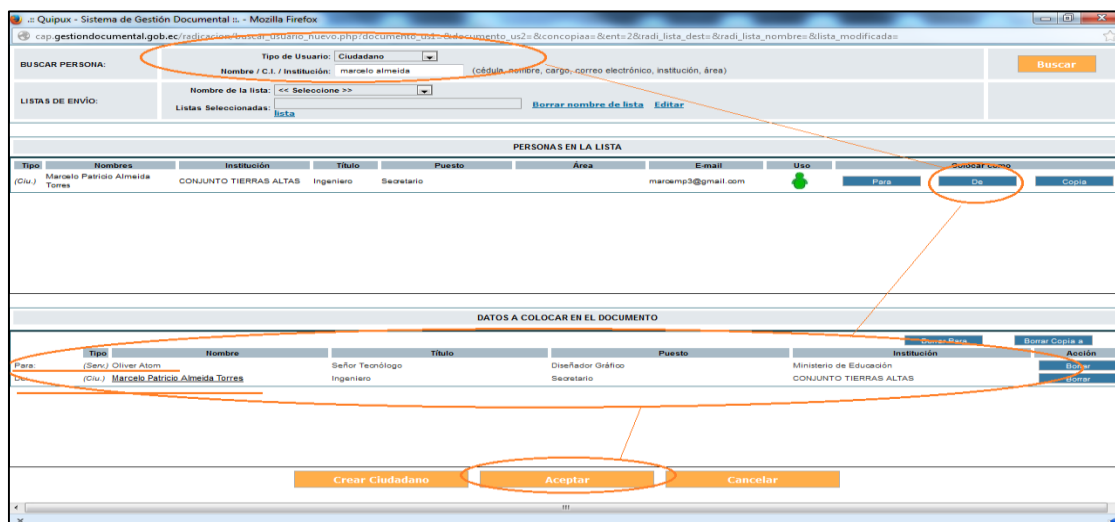 .:: Quipux - Sistema de Gestión Documental ::. - Mozilla Firefox
cap.gestiondocumental.gob.ec/radicacion/buscar_usuario_nuevo.php?documento_us1=&documento_us2=&concopiaa=&ent=2&radi_lista_dest=&radi_lista_nombre=&lista_modificada=
BUSCAR PERSONA:
Tipo de Usuario: Ciudadano
Nombre / C.I. / Institución: marcelo almeida (cédula, nombre, cargo, correo electrónico, institución, área)
Buscar
LISTAS DE ENVÍO:
Nombre de la lista: << Seleccione >>
Listas Seleccionadas: Borrar nombre de lista Editar
lista
PERSONAS EN LA LISTA
Tipo Nombres Institución Título Puesto Área E-mail Uso Colocar como
(Ciu.) Marcelo Patricio Almeida Torres CONJUNTO TIERRAS ALTAS Ingeniero Secretario marcemp3@gmail.com Para De Copia
DATOS A COLOCAR EN EL DOCUMENTO
Borrar Para Borrar Copia a
Tipo Nombre Título Puesto Institución Acción
Para: (Serv.) Oliver Atom Señor Tecnólogo Diseñador Gráfico Ministerio de Educación Borrar
De: (Ciu.) Marcelo Patricio Almeida Torres Ingeniero Secretario CONJUNTO TIERRAS ALTAS Borrar
Crear Ciudadano Aceptar Cancelar